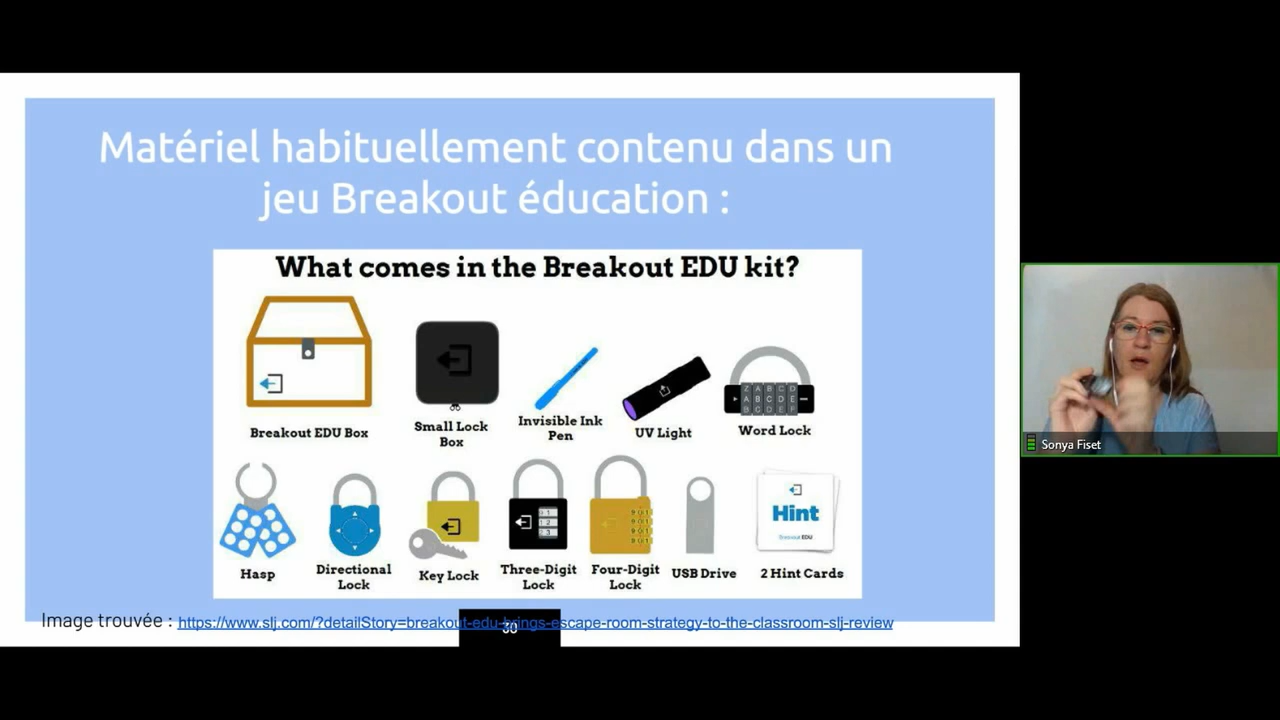 Matériel habituellement contenu dans un
jeu Breakout éducation :
What comes in the Breakout EDU kit?
Breakout EDU Box
Small Lock
Box
Invisible Ink
Pen
UV Light
Z A B C D
A B C D E
B C D E F
Word Lock
Hasp
Directional
Lock
Key Lock
Three-Digit
Lock
Four-Digit
Lock
USB Drive
Hint
Breakout EDU
2 Hint Cards
Image trouvée : https://www.slj.com/?detailStory=breakout-edu-brings-escape-room-strategy-to-the-classroom-slj-review
30
Sonya Fiset